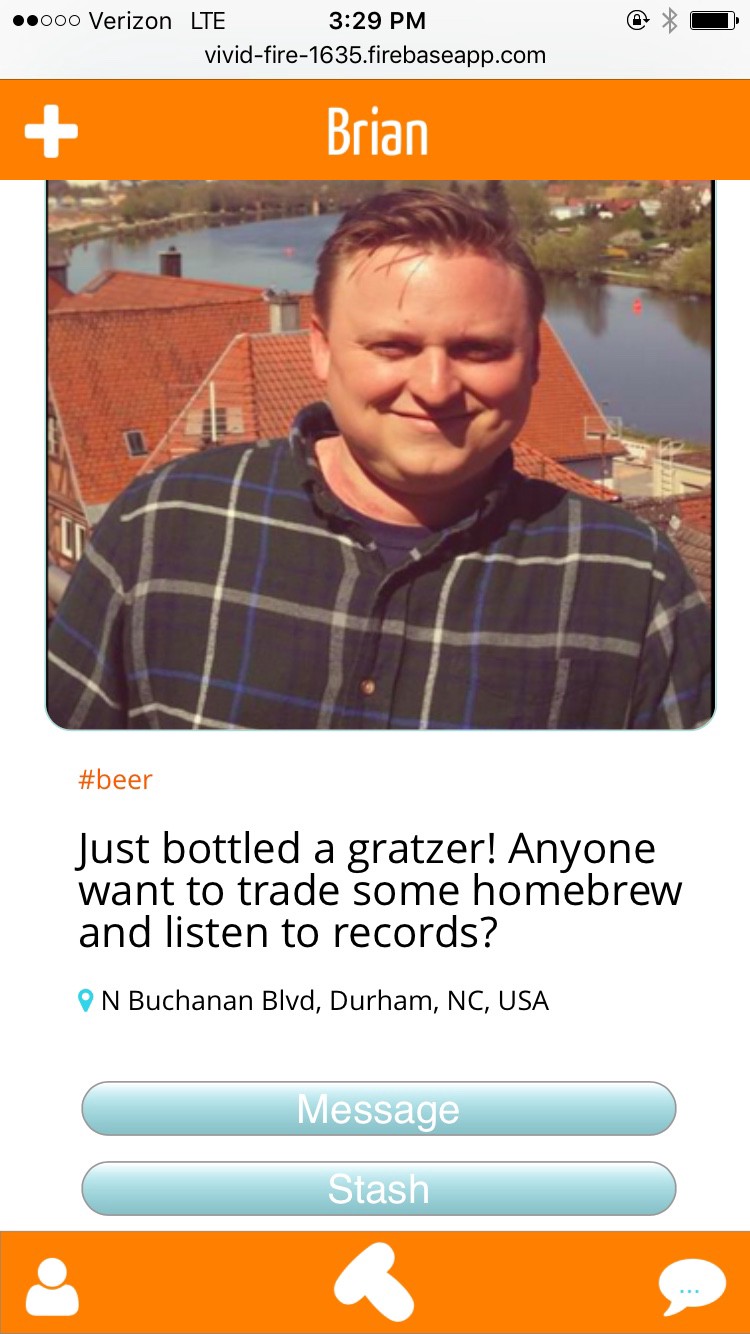 Verizon LTE 3:29 PM
vivid-fire-1635.firebaseapp.com
Brian
#beer
Just bottled a gratzer! Anyone
want to trade some homebrew
and listen to records?
N Buchanan Blvd, Durham, NC, USA
Message
Stash